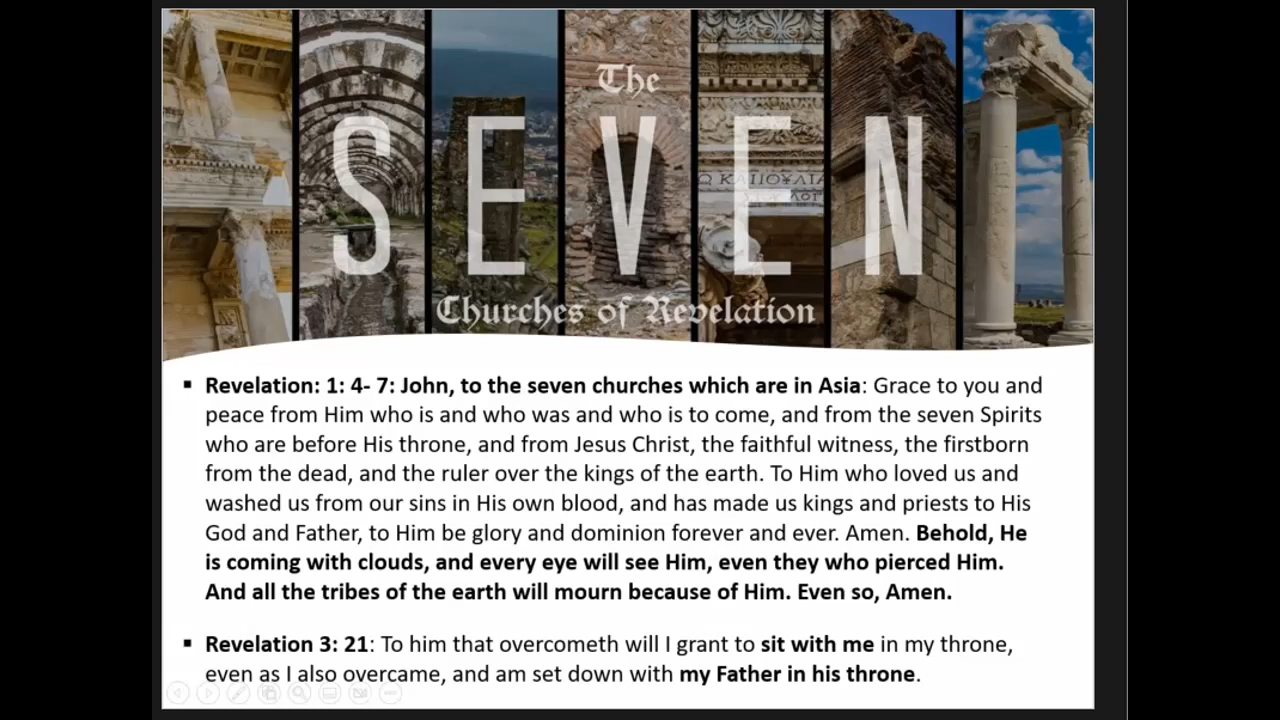 The
SEVEN
Ω ΚΑΙ ΙΟΥΛΙΑ
Churches of Revelation
▪ Revelation: 1: 4- 7: John, to the seven churches which are in Asia: Grace to you and
peace from Him who is and who was and who is to come, and from the seven Spirits
who are before His throne, and from Jesus Christ, the faithful witness, the firstborn
from the dead, and the ruler over the kings of the earth. To Him who loved us and
washed us from our sins in His own blood, and has made us kings and priests to His
God and Father, to Him be glory and dominion forever and ever. Amen. Behold, He
is coming with clouds, and every eye will see Him, even they who pierced Him.
And all the tribes of the earth will mourn because of Him. Even so, Amen.
▪ Revelation 3: 21: To him that overcometh will I grant to sit with me in my throne,
even as I also overcame, and am set down with my Father in his throne.